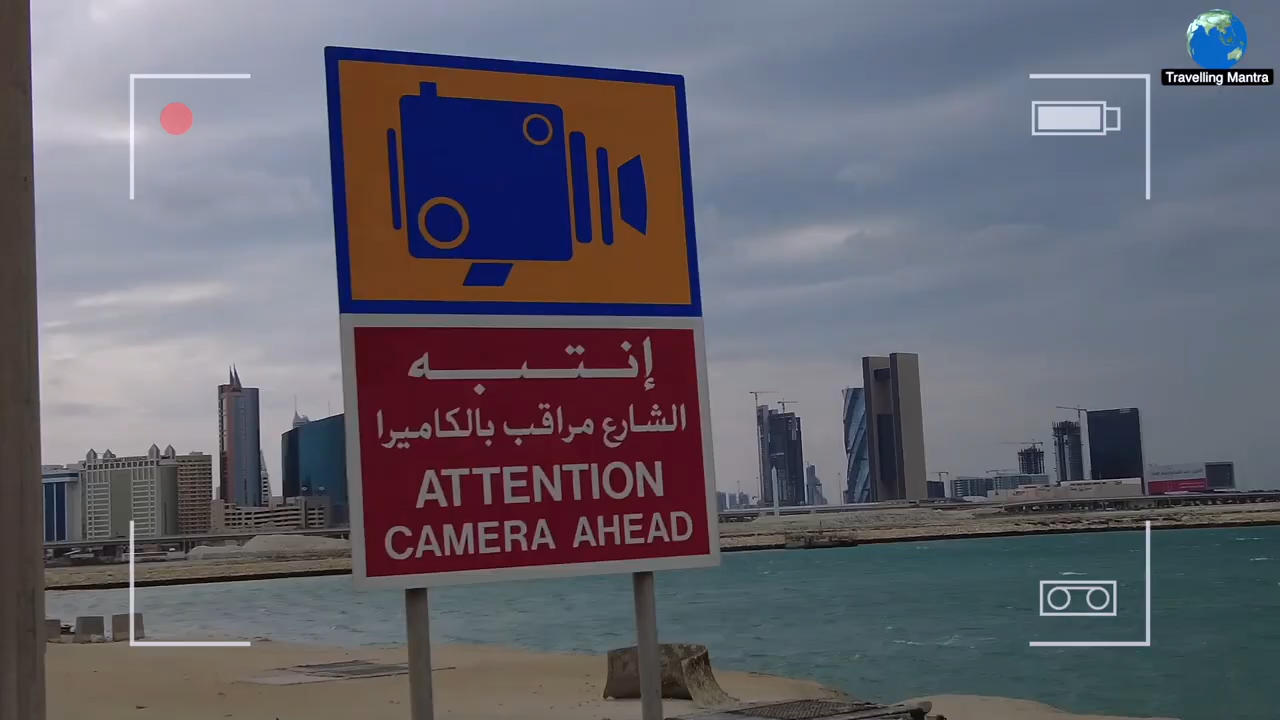 Travelling Mantra
إنتبه
الشارع مراقب بالكاميرا
ATTENTION
CAMERA AHEAD